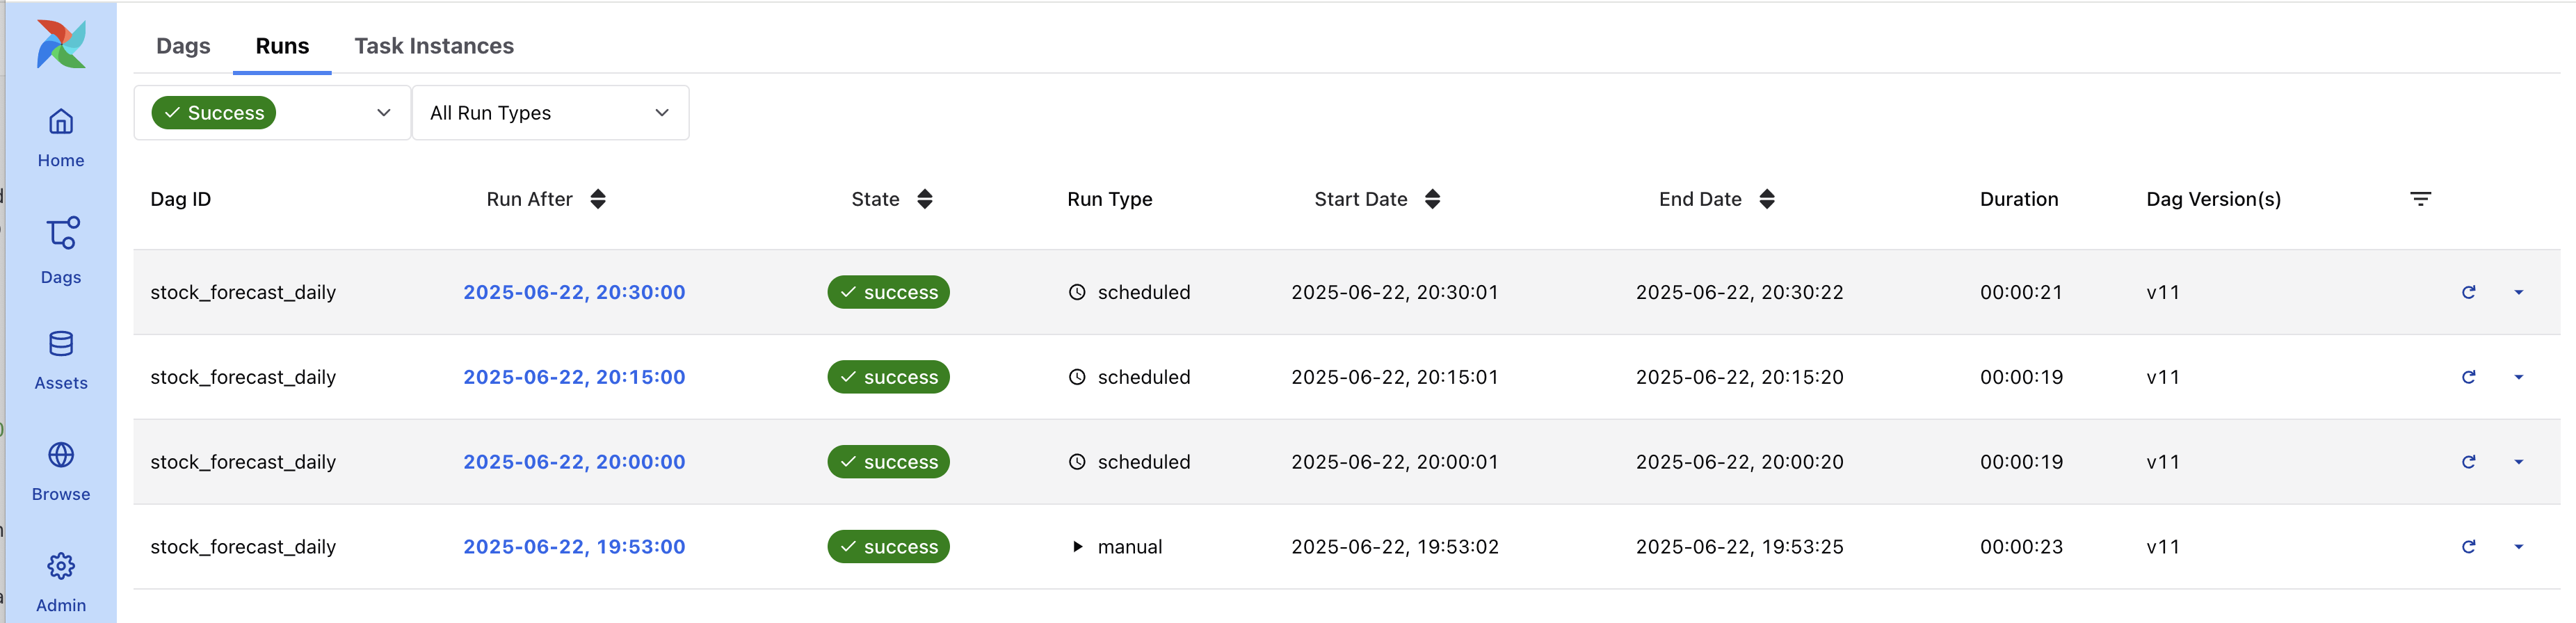 Dags Runs Task Instances
Success All Run Types
Home
Dags
Assets
Browse
Admin
Dag ID Run After State Run Type Start Date End Date Duration Dag Version(s)
stock_forecast_daily 2025-06-22, 20:30:00 success scheduled 2025-06-22, 20:30:01 2025-06-22, 20:30:22 00:00:21 v11
stock_forecast_daily 2025-06-22, 20:15:00 success scheduled 2025-06-22, 20:15:01 2025-06-22, 20:15:20 00:00:19 v11
stock_forecast_daily 2025-06-22, 20:00:00 success scheduled 2025-06-22, 20:00:01 2025-06-22, 20:00:20 00:00:19 v11
stock_forecast_daily 2025-06-22, 19:53:00 success manual 2025-06-22, 19:53:02 2025-06-22, 19:53:25 00:00:23 v11